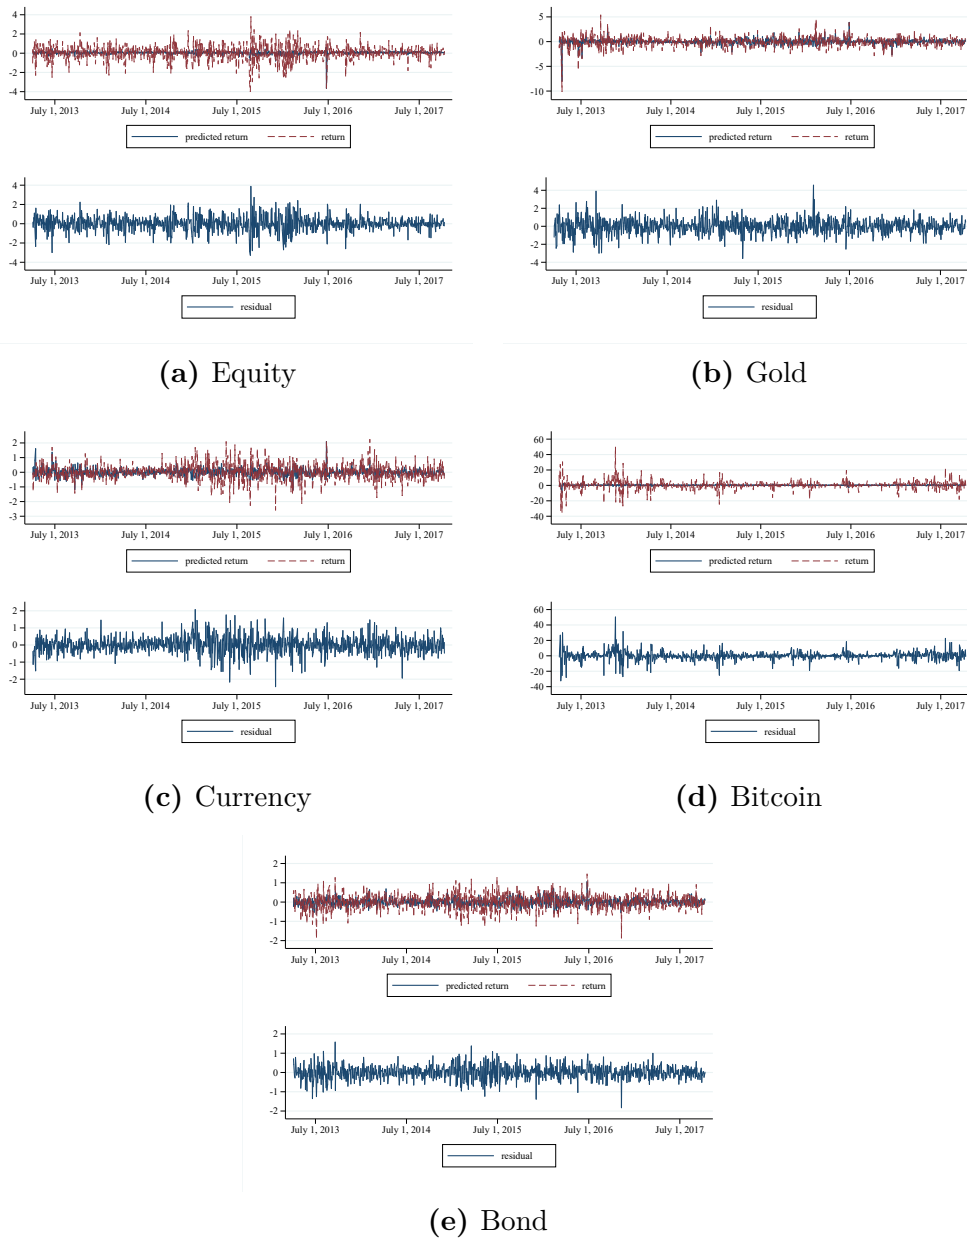 4
2
0
-2
-4
July 1, 2013 July 1, 2014 July 1, 2015 July 1, 2016 July 1, 2017
predicted return return
4
2
0
-2
-4
July 1, 2013 July 1, 2014 July 1, 2015 July 1, 2016 July 1, 2017
residual
(a) Equity
5
0
-5
-10
July 1, 2013 July 1, 2014 July 1, 2015 July 1, 2016 July 1, 2017
predicted return return
4
2
0
-2
-4
July 1, 2013 July 1, 2014 July 1, 2015 July 1, 2016 July 1, 2017
residual
(b) Gold
2
1
0
-1
-2
-3
July 1, 2013 July 1, 2014 July 1, 2015 July 1, 2016 July 1, 2017
predicted return return
2
1
0
-1
-2
July 1, 2013 July 1, 2014 July 1, 2015 July 1, 2016 July 1, 2017
residual
(c) Currency
60
40
20
0
-20
-40
July 1, 2013 July 1, 2014 July 1, 2015 July 1, 2016 July 1, 2017
predicted return return
60
40
20
0
-20
-40
July 1, 2013 July 1, 2014 July 1, 2015 July 1, 2016 July 1, 2017
residual
(d) Bitcoin
2
1
0
-1
-2
July 1, 2013 July 1, 2014 July 1, 2015 July 1, 2016 July 1, 2017
predicted return return
2
1
0
-1
-2
July 1, 2013 July 1, 2014 July 1, 2015 July 1, 2016 July 1, 2017
residual
(e) Bond